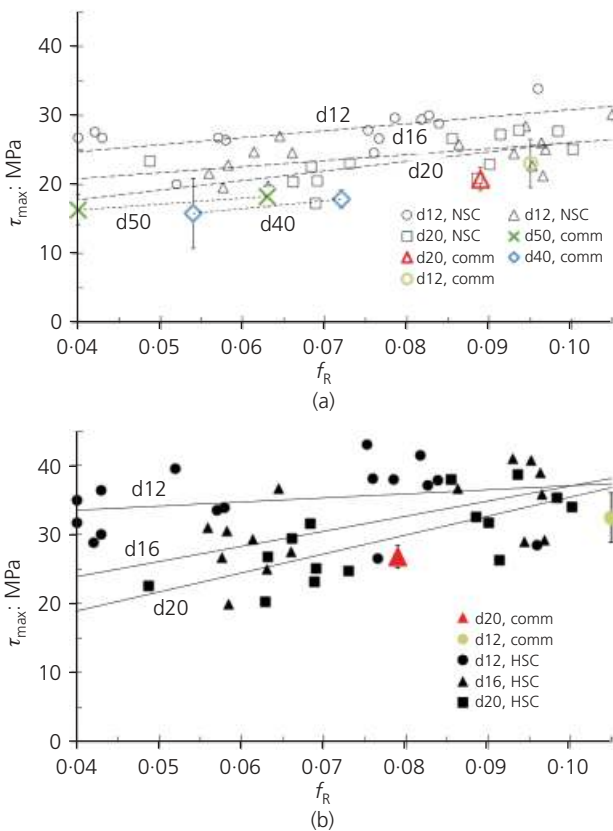 40
30
20
10
0
τmax: MPa
d12
d16
d20
d50
d40
d12, NSC
d12, NSC
d20, NSC
d50, comm
d20, comm
d40, comm
d12, comm
0·04
0·05
0·06
0·07
0·08
0·09
0·10
fR
(a)
50
40
30
20
10
0
τmax: MPa
d12
d16
d20
d20, comm
d12, comm
d12, HSC
d16, HSC
d20, HSC
0·04
0·05
0·06
0·07
0·08
0·09
0·10
fR
(b)